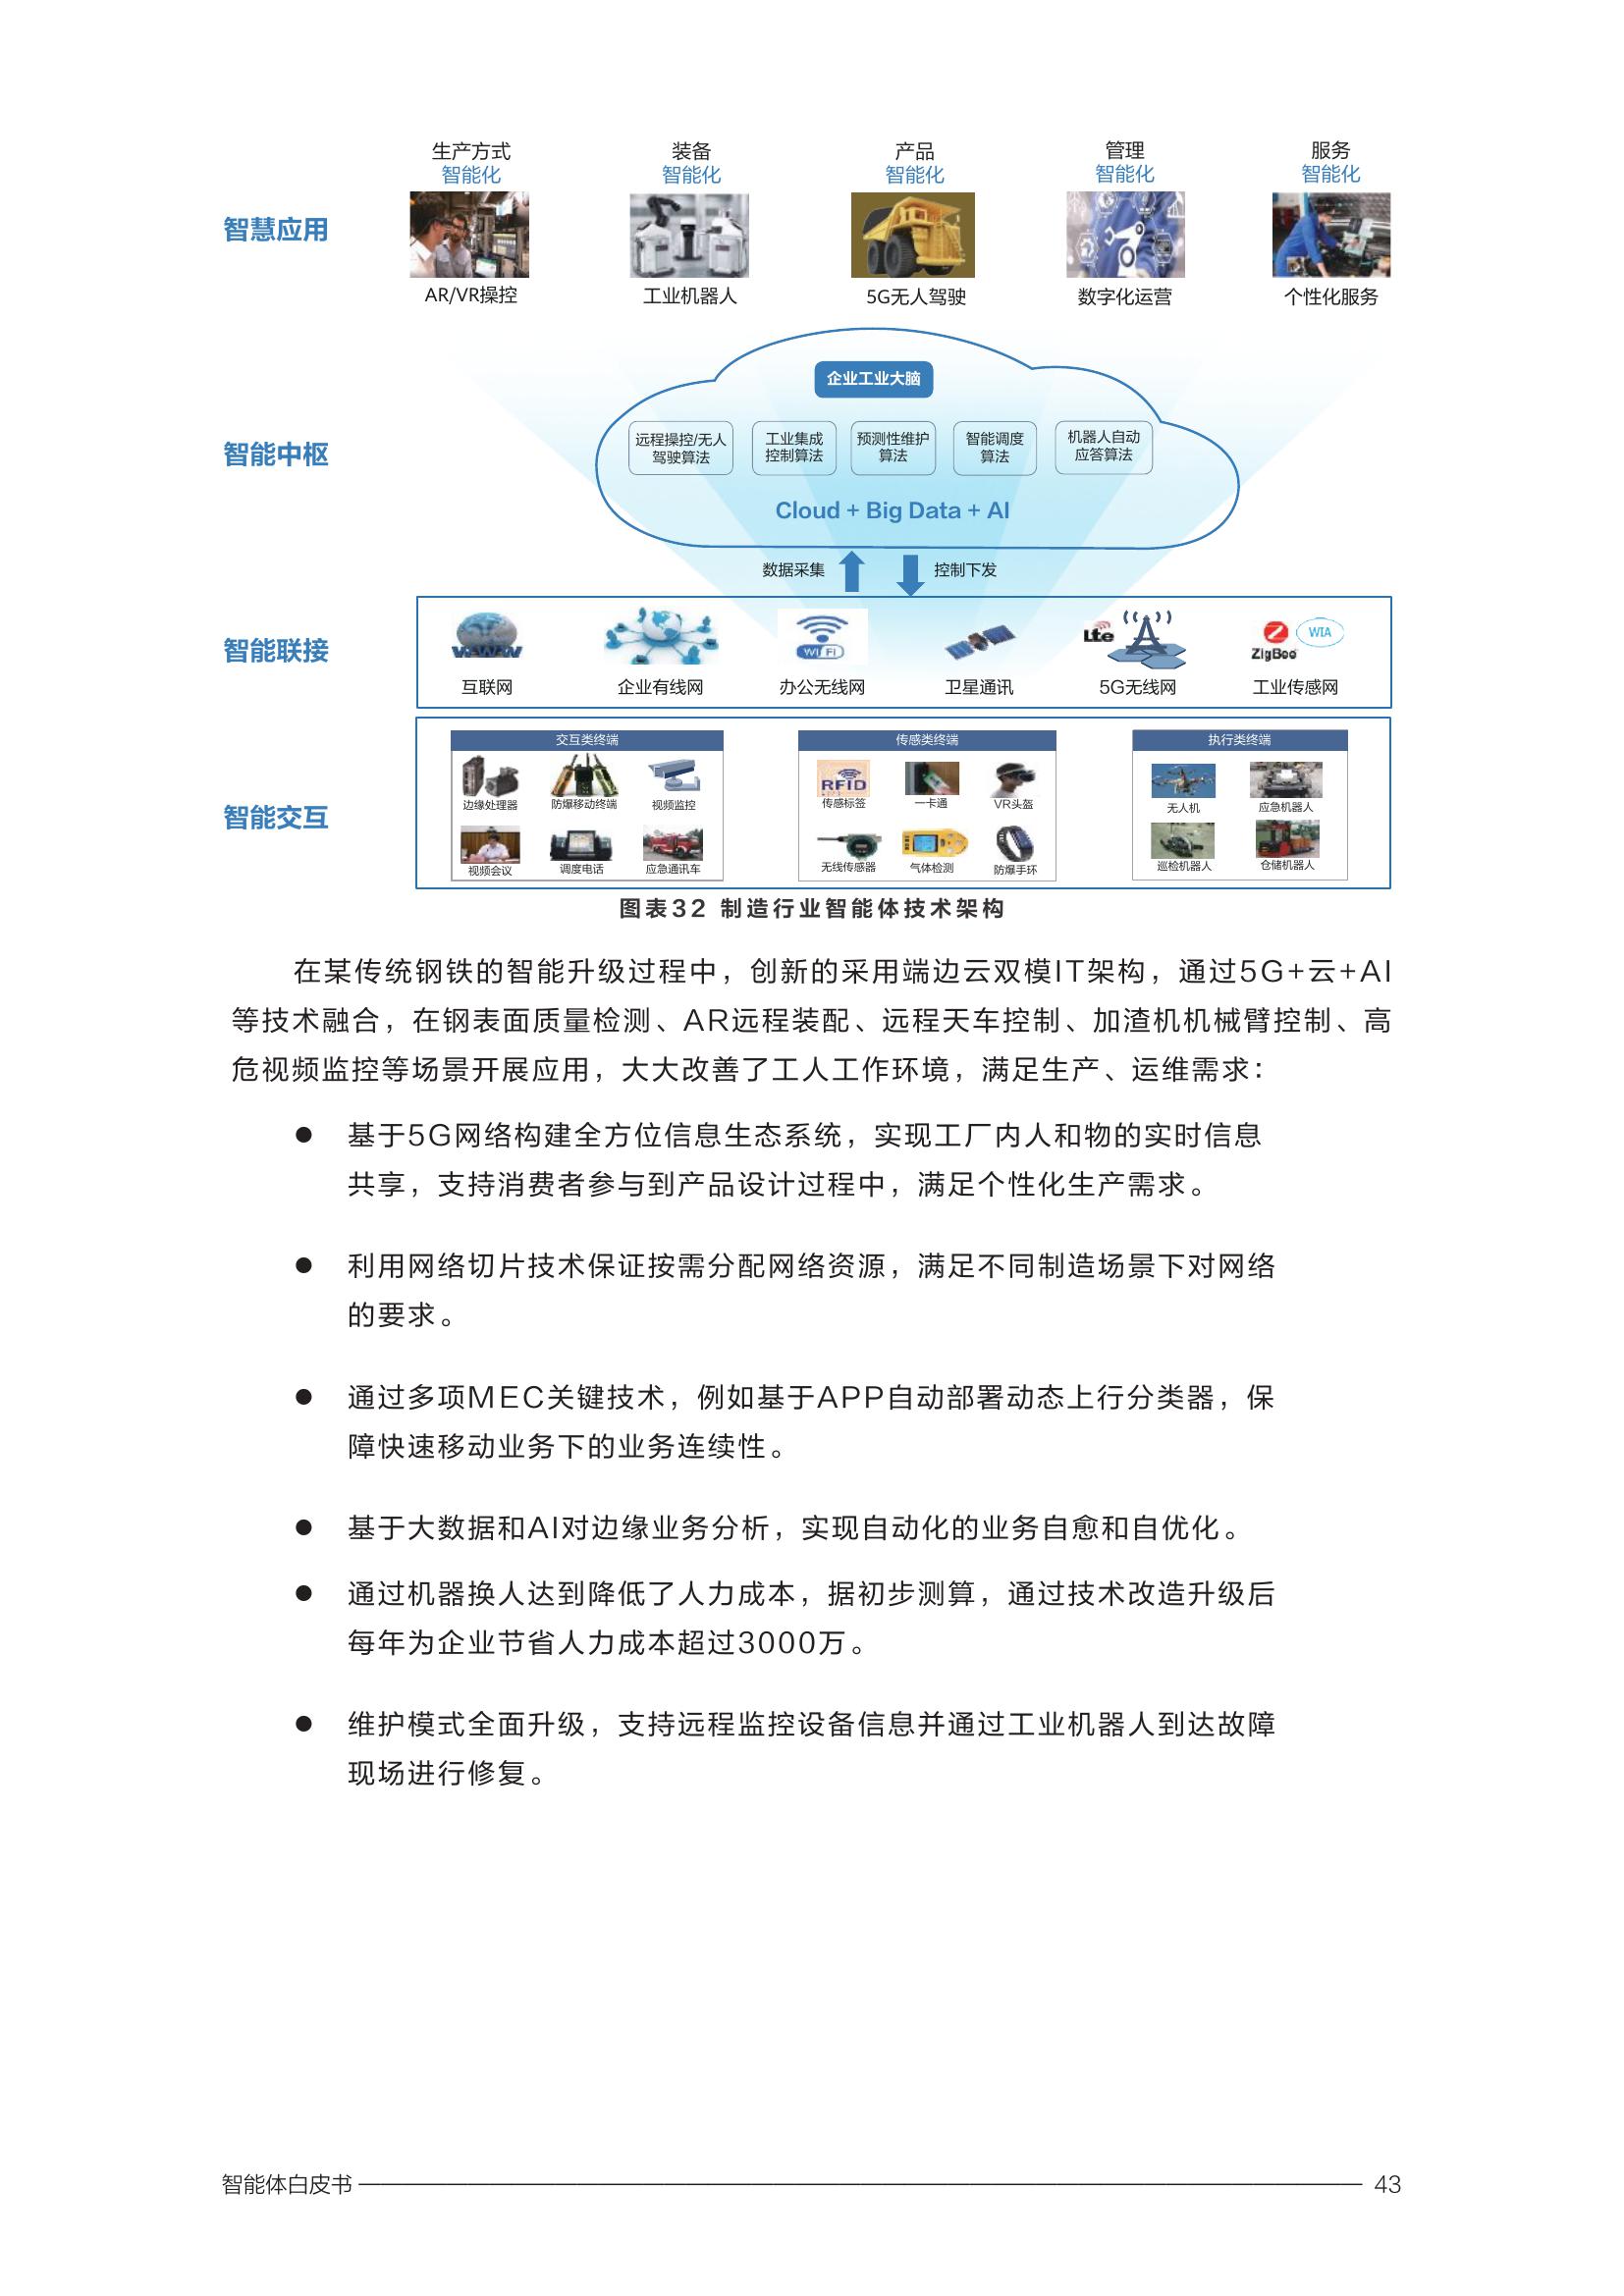 生产方式
智能化
装备
智能化
产品
智能化
管理
智能化
服务
智能化
智慧应用
AR/VR操控
工业机器人
5G无人驾驶
数字化运营
个性化服务
企业工业大脑
智能中枢
远程操控/无人
驾驶算法
工业集成
控制算法
预测性维护
算法
智能调度
算法
机器人自动
应答算法
Cloud + Big Data + AI
数据采集
控制下发
智能联接
WWW
WI FI
Lte
ZigBee
WIA
互联网
企业有线网
办公无线网
卫星通讯
5G无线网
工业传感网
智能交互
交互类终端
边缘处理器
防爆移动终端
视频监控
视频会议
调度电话
应急通讯车
传感类终端
RFID
传感标签
一卡通
VR头盔
无线传感器
气体检测
防爆手环
执行类终端
无人机
应急机器人
巡检机器人
仓储机器人
图表32 制造行业智能体技术架构
在某传统钢铁的智能升级过程中，创新的采用端边云双模IT架构，通过5G+云+AI
等技术融合，在钢表面质量检测、AR远程装配、远程天车控制、加渣机机械臂控制、高
危视频监控等场景开展应用，大大改善了工人工作环境，满足生产、运维需求：
● 基于5G网络构建全方位信息生态系统，实现工厂内人和物的实时信息
共享，支持消费者参与到产品设计过程中，满足个性化生产需求。
● 利用网络切片技术保证按需分配网络资源，满足不同制造场景下对网络
的要求。
● 通过多项MEC关键技术，例如基于APP自动部署动态上行分类器，保
障快速移动业务下的业务连续性。
● 基于大数据和AI对边缘业务分析，实现自动化的业务自愈和自优化。
● 通过机器换人达到降低了人力成本，据初步测算，通过技术改造升级后
每年为企业节省人力成本超过3000万。
● 维护模式全面升级，支持远程监控设备信息并通过工业机器人到达故障
现场进行修复。
智能体白皮书
43